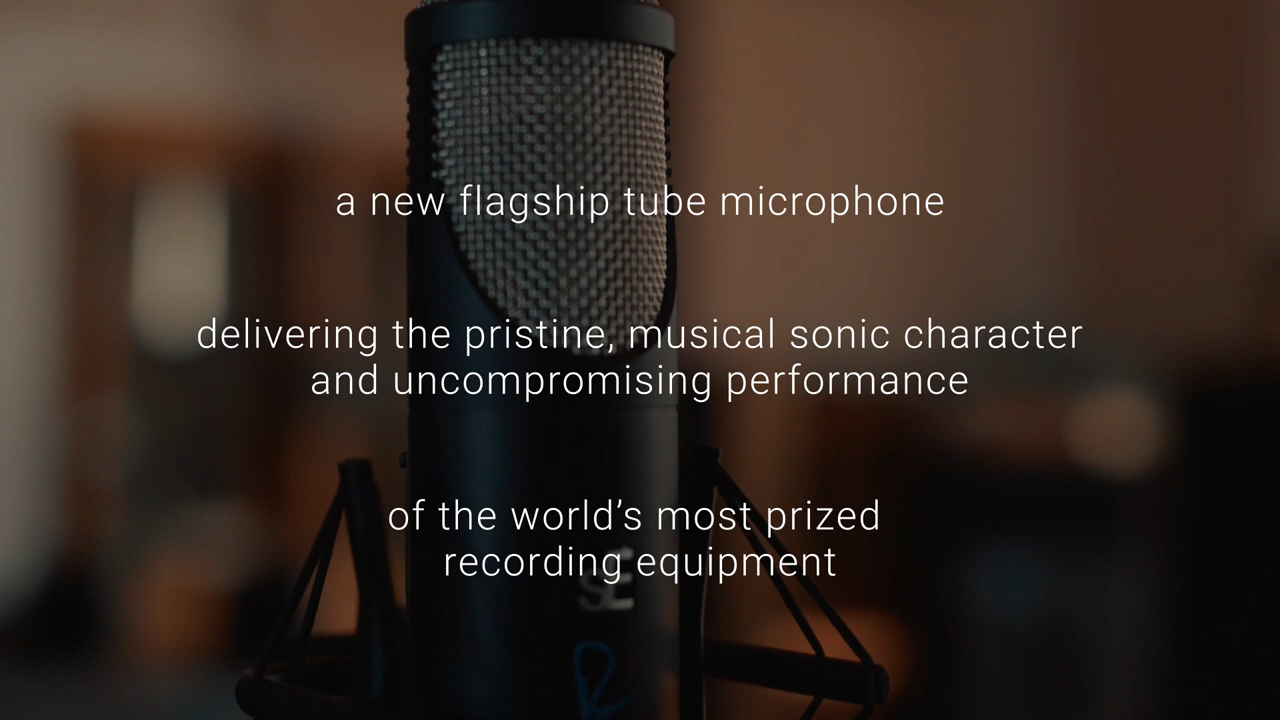 a new flagship tube microphone
delivering the pristine, musical sonic character
and uncompromising performance
of the world’s most prized
recording equipment
sE
R